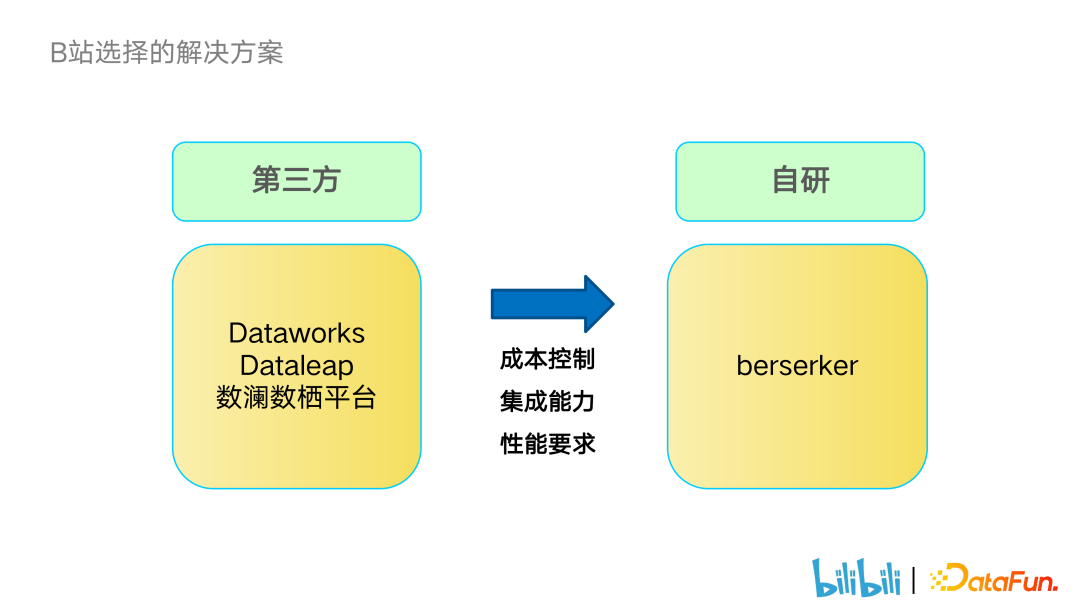 B站选择的解决方案
第三方
自研
Dataworks
Dataleap
数澜数栖平台
成本控制
集成能力
性能要求
berserker
bilibili | DataFun.